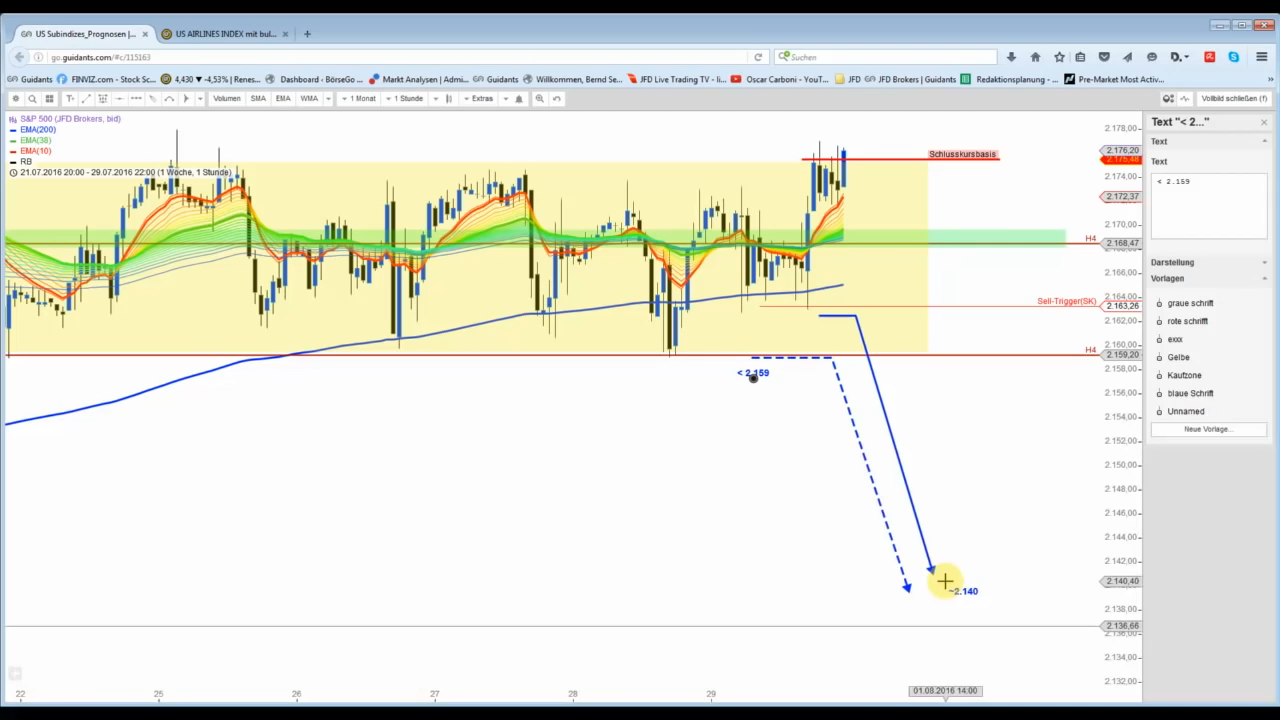 US Subindizes_Prognosen |... US AIRLINES INDEX mit bul...
go.guidants.com/#c/115163 Suchen
Guidants FINVIZ.com - Stock Sc... 4,430 ▼ -4,53% | Renes... Dashboard - BörseGo ... Markt Analysen | Admi... Guidants Willkommen, Bernd Se... JFD Live Trading TV - li... Oscar Carboni - YouT... JFD JFD Brokers | Guidants Redaktionsplanung - ... Pre-Market Most Activ... »
Volumen SMA EMA WMA 1 Monat 1 Stunde Extras Vollbild schließen (f)
S&P 500 (JFD Brokers, bid)
EMA(200)
EMA(38)
EMA(10)
RB
21.07.2016 20:00 - 29.07.2016 22:00 (1 Woche, 1 Stunde)
Schlusskursbasis
H4
Sell-Trigger(SK)
H4
< 2.159
~2.140
2.178,00
2.176,20
2.175,48
2.174,00
2.172,37
2.170,00
2.168,47
2.166,00
2.164,00
2.163,26
2.162,00
2.160,00
2.159,20
2.158,00
2.156,00
2.154,00
2.152,00
2.150,00
2.148,00
2.146,00
2.144,00
2.142,00
2.140,40
2.138,00
2.136,66
2.136,00
2.134,00
2.132,00
22 25 26 27 28 29 01.08.2016 14:00
Text "< 2..."
Text
Text
< 2.159
Darstellung
Vorlagen
graue schrift
rote schrifft
exxx
Gelbe
Kaufzone
blaue Schrift
Unnamed
Neue Vorlage...